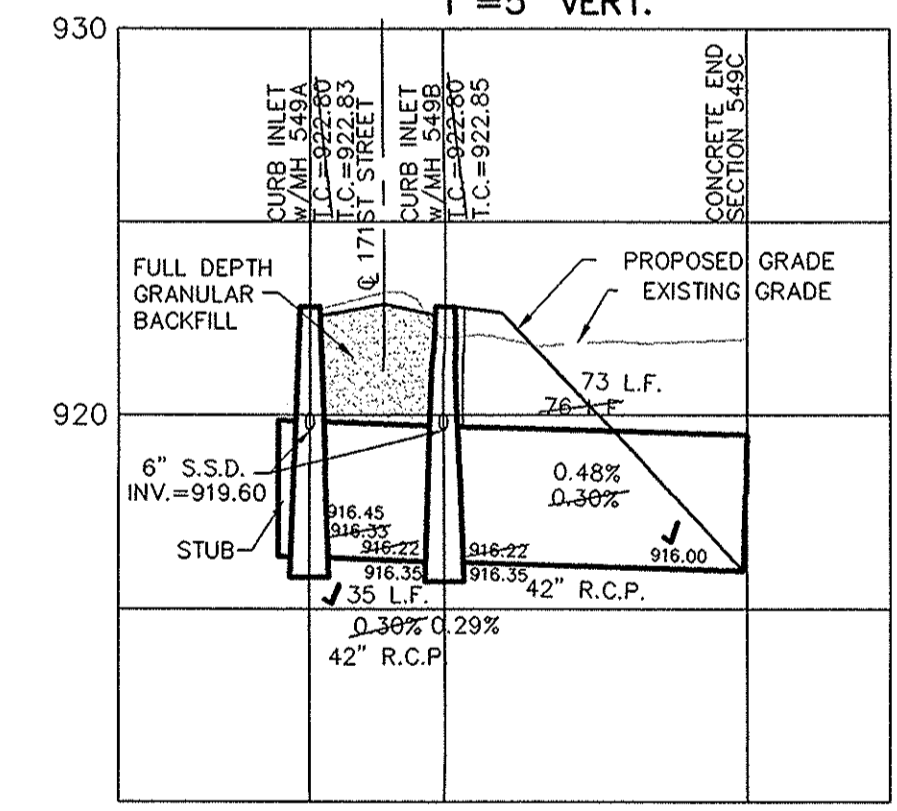 1"=5' VERT.
930
CURB INLET
w/MH 549A
T.C.=922.80
T.C.=922.83
℄ 171ST STREET
CURB INLET
w/MH 549B
T.C.=922.80
T.C.=922.85
CONCRETE END
SECTION 549C
FULL DEPTH
GRANULAR
BACKFILL
PROPOSED GRADE
EXISTING GRADE
73 L.F.
76 L.F.
920
6" S.S.D.
INV.=919.60
0.48%
0.30%
STUB
916.45
916.33
916.22
916.35
916.22
916.35
916.00
35 L.F.
42" R.C.P.
0.30% 0.29%
42" R.C.P.